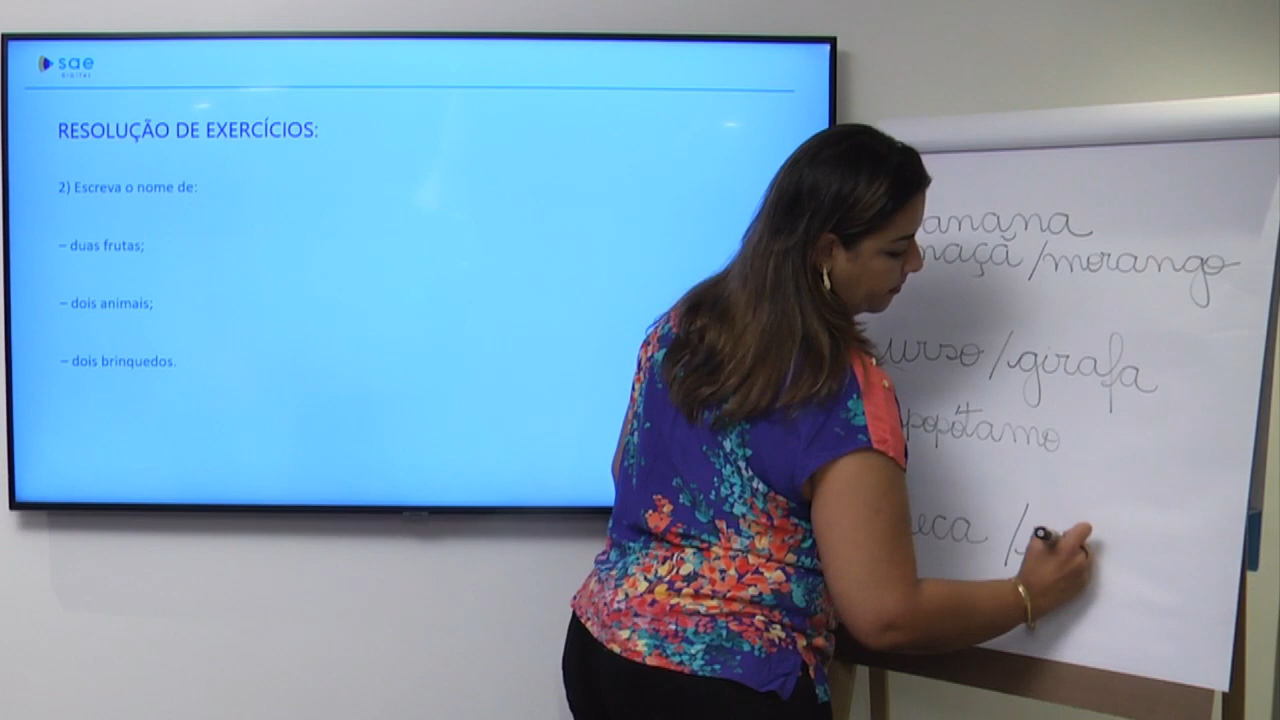 sae
DIGITAL
RESOLUÇÃO DE EXERCÍCIOS:
2) Escreva o nome de:
– duas frutas;
– dois animais;
– dois brinquedos.
anana
maçã / morango
urso / girafa
popótamo
eca /